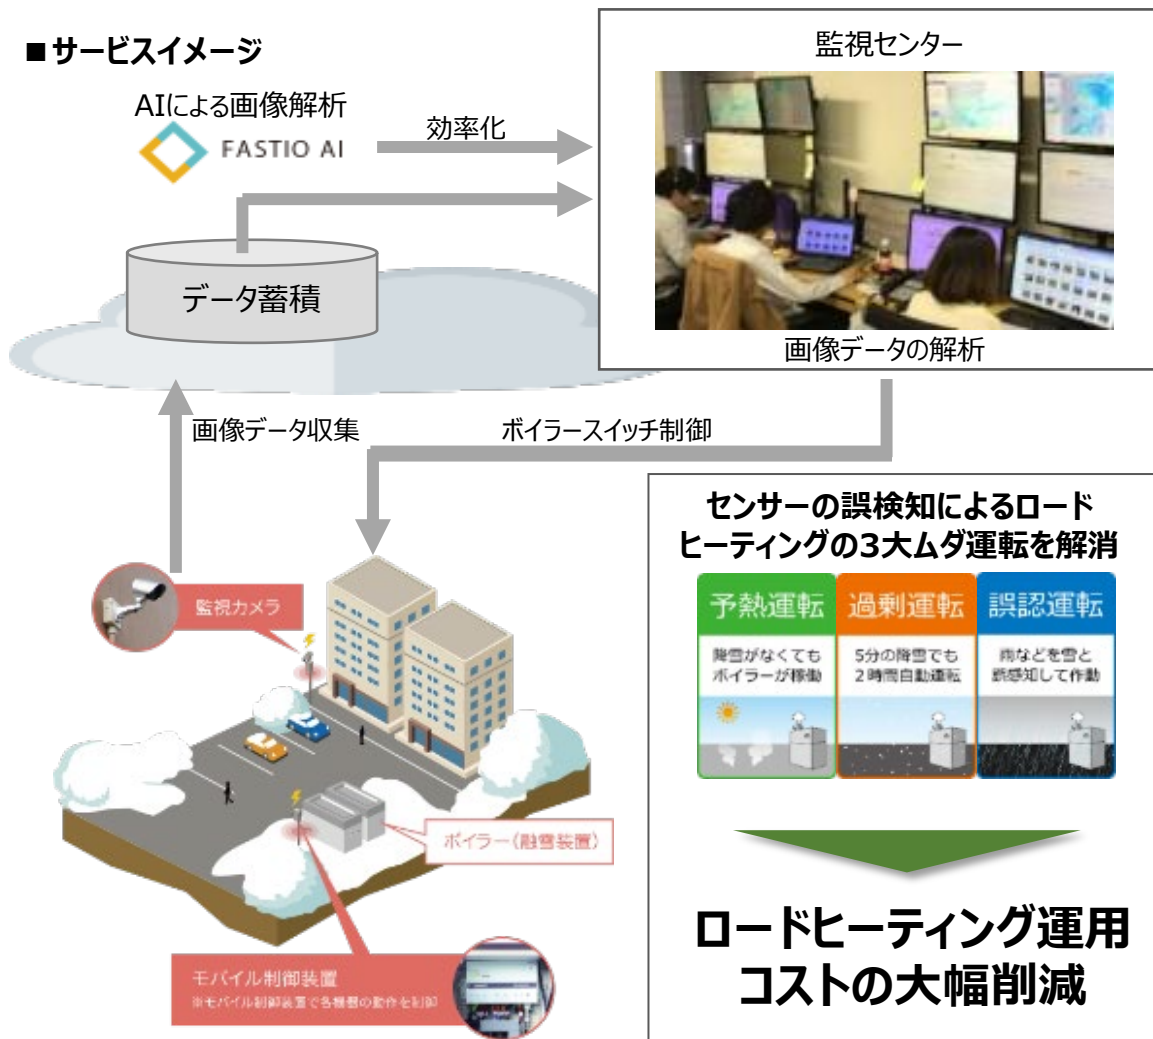 ■サービスイメージ
AIによる画像解析
FASTIO AI
効率化
監視センター
データ蓄積
画像データの解析
画像データ収集
ボイラースイッチ制御
監視カメラ
ボイラー(融雪装置)
モバイル制御装置
※モバイル制御装置で各機器の動作を制御
センサーの誤検知によるロード
ヒーティングの3大ムダ運転を解消
予熱運転
降雪がなくても
ボイラーが稼働
過剰運転
5分の降雪でも
2時間自動運転
誤認運転
雨などを雪と
誤感知して作動
ロードヒーティング運用
コストの大幅削減